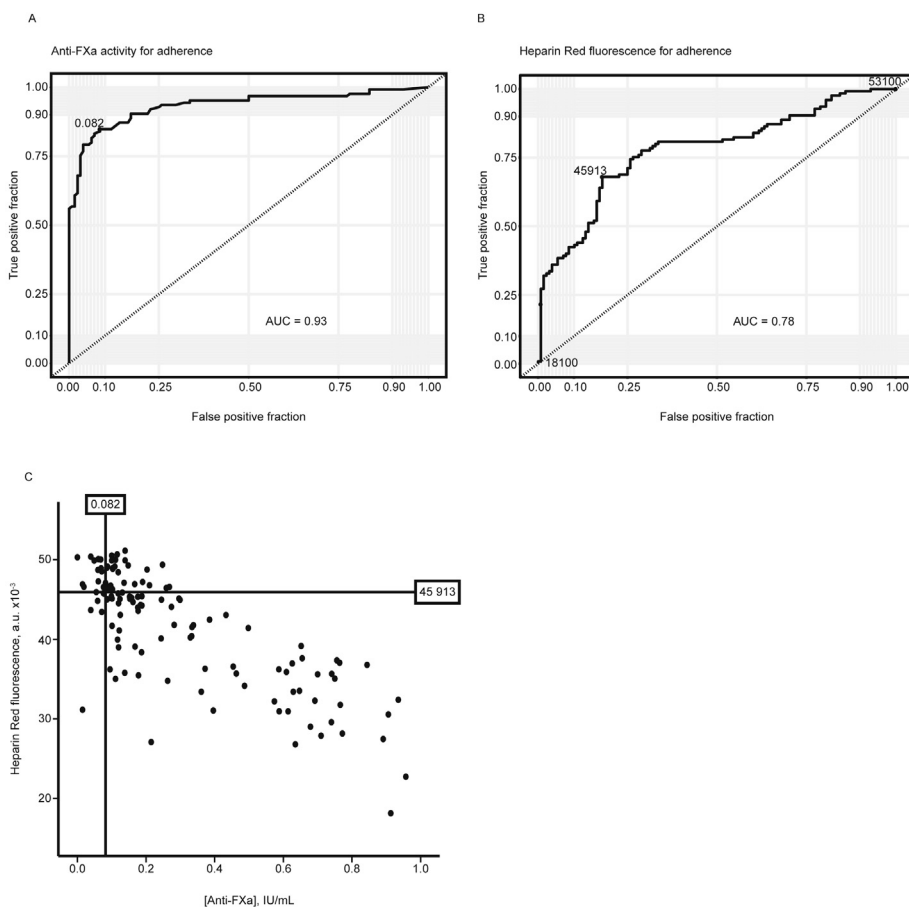 A
Anti-FXa activity for adherence
1.00
0.90
0.75
0.50
0.25
0.10
0.00
True positive fraction
0.082
AUC = 0.93
0.00 0.10 0.25 0.50 0.75 0.90 1.00
False positive fraction
B
Heparin Red fluorescence for adherence
1.00
0.90
0.75
0.50
0.25
0.10
0.00
True positive fraction
53100
45913
AUC = 0.78
18100
0.00 0.10 0.25 0.50 0.75 0.90 1.00
False positive fraction
C
0.082
50
40
30
20
Heparin Red fluorescence, a.u. x10⁻³
45 913
0.0 0.2 0.4 0.6 0.8 1.0
[Anti-FXa], IU/mL